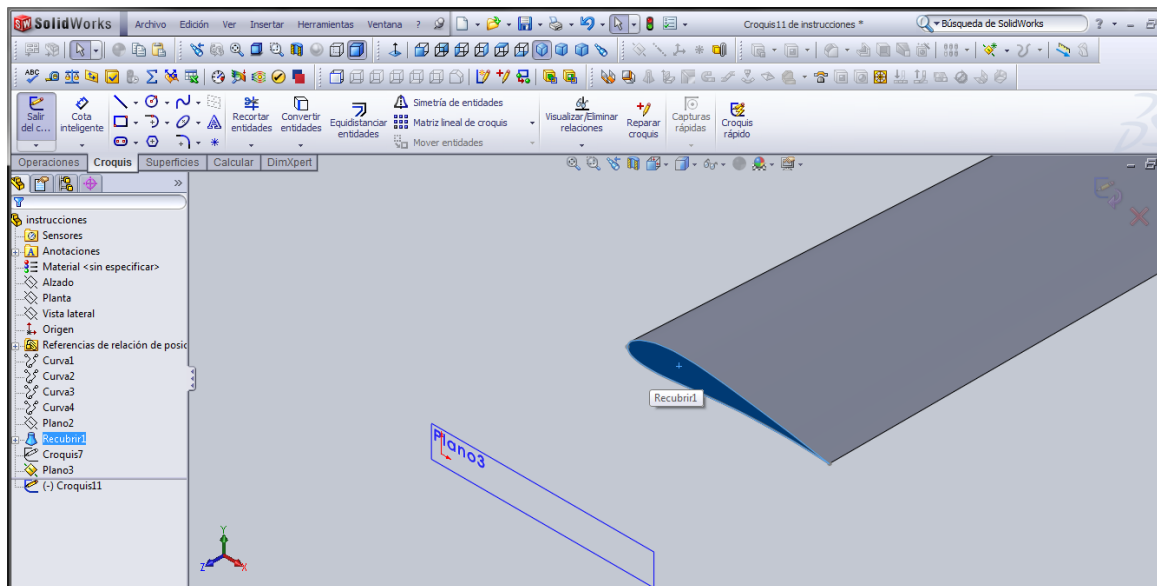 SolidWorks Archivo Edición Ver Insertar Herramientas Ventana ? Croquis11 de instrucciones * Búsqueda de SolidWorks ?
ABC
Salir del c... Cota inteligente Recortar entidades Convertir entidades Equidistanciar entidades Simetría de entidades Matriz lineal de croquis Mover entidades Visualizar/Eliminar relaciones Reparar croquis Capturas rápidas Croquis rápido
Operaciones Croquis Superficies Calcular DimXpert
instrucciones
Sensores
Anotaciones
Material <sin especificar>
Alzado
Planta
Vista lateral
Origen
Referencias de relación de posic
Curva1
Curva2
Curva3
Curva4
Plano2
Recubrir1
Croquis7
Plano3
(-) Croquis11
Recubrir1
Plano3
Y
Z X